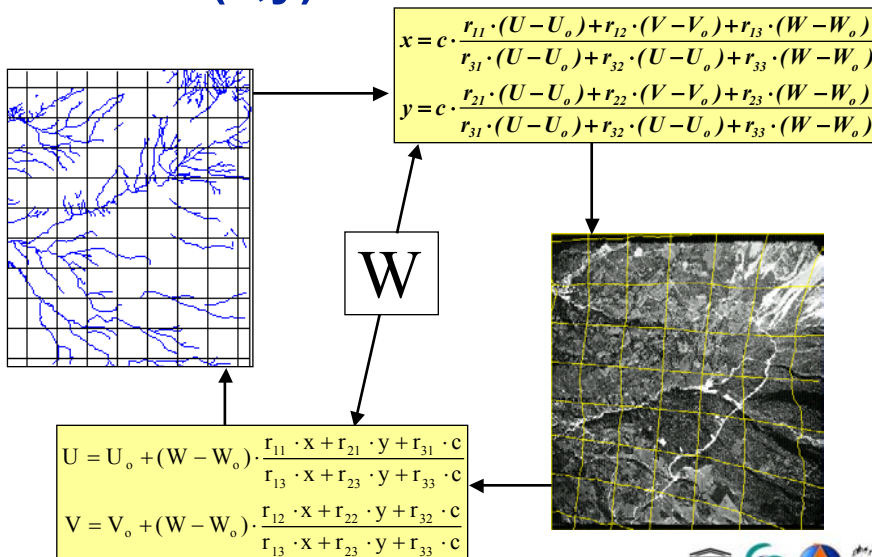 x = c · r₁₁ · (U − Uₒ) + r₁₂ · (V − Vₒ) + r₁₃ · (W − Wₒ) / r₃₁ · (U − Uₒ) + r₃₂ · (U − Uₒ) + r₃₃ · (W − Wₒ)
y = c · r₂₁ · (U − Uₒ) + r₂₂ · (V − Vₒ) + r₂₃ · (W − Wₒ) / r₃₁ · (U − Uₒ) + r₃₂ · (U − Uₒ) + r₃₃ · (W − Wₒ)
W
U = Uₒ + (W − Wₒ) · r₁₁ · x + r₂₁ · y + r₃₁ · c / r₁₃ · x + r₂₃ · y + r₃₃ · c
V = Vₒ + (W − Wₒ) · r₁₂ · x + r₂₂ · y + r₃₂ · c / r₁₃ · x + r₂₃ · y + r₃₃ · c